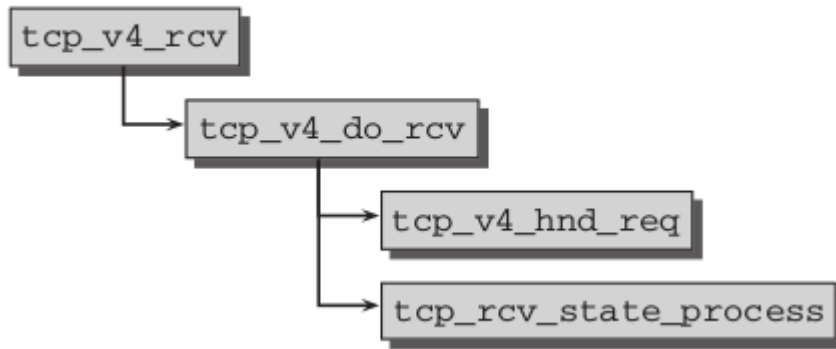 tcp_v4_rcv
tcp_v4_do_rcv
tcp_v4_hnd_req
tcp_rcv_state_process